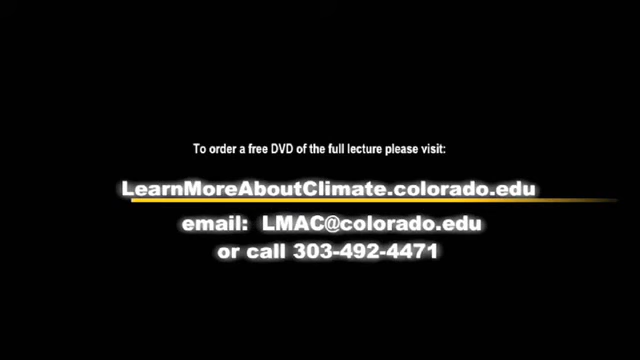 To order a free DVD of the full lecture please visit:
LearnMoreAboutClimate.colorado.edu
email: LMAC@colorado.edu
or call 303-492-4471